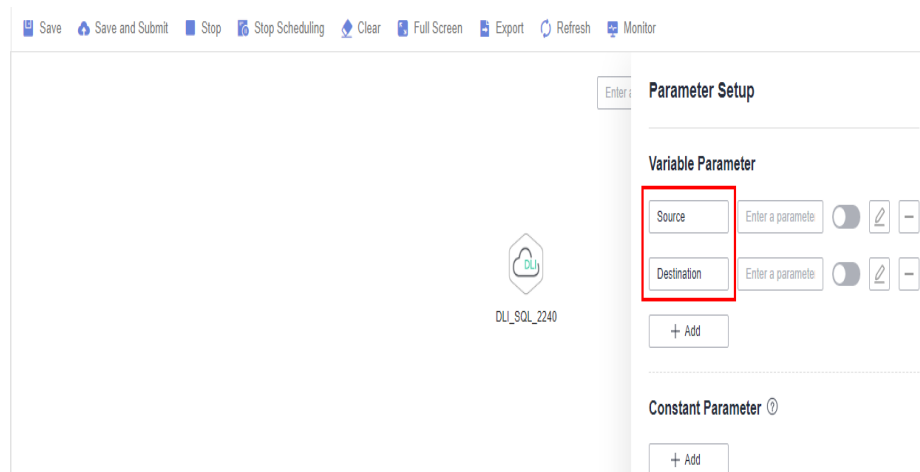 Save Save and Submit Stop Stop Scheduling Clear Full Screen Export Refresh Monitor
Enter a
Parameter Setup
Variable Parameter
Source Enter a paramete
DLI
Destination Enter a paramete
DLI_SQL_2240
+ Add
Constant Parameter ?
+ Add